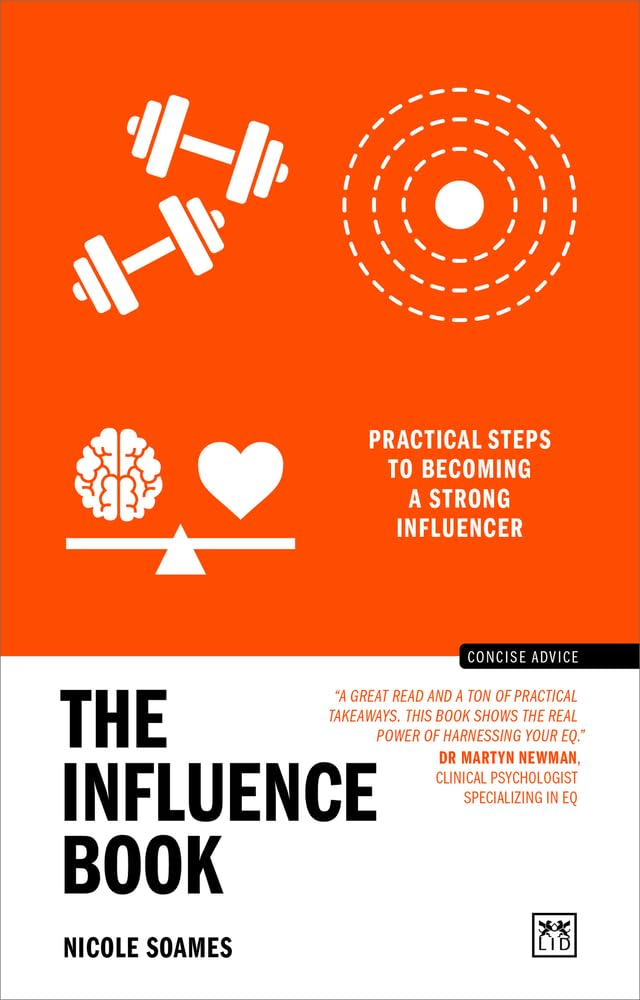 PRACTICAL STEPS
TO BECOMING
A STRONG
INFLUENCER
CONCISE ADVICE
THE
INFLUENCE
BOOK
“A GREAT READ AND A TON OF PRACTICAL
TAKEAWAYS. THIS BOOK SHOWS THE REAL
POWER OF HARNESSING YOUR EQ.”
DR MARTYN NEWMAN,
CLINICAL PSYCHOLOGIST
SPECIALIZING IN EQ
NICOLE SOAMES
LID